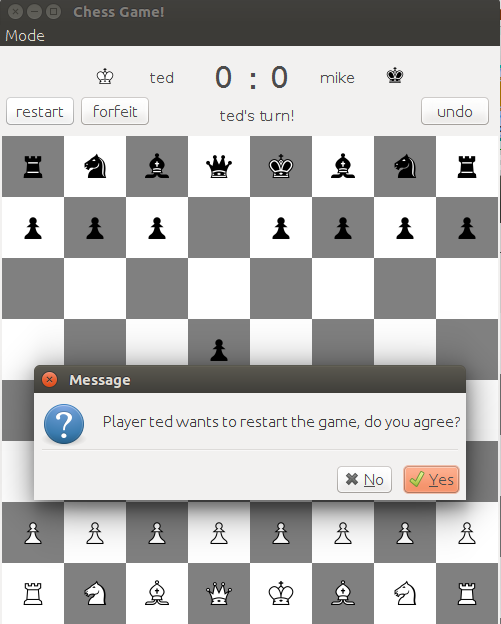 Chess Game!
Mode
ted 0 : 0 mike
restart forfeit ted's turn! undo
Message
Player ted wants to restart the game, do you agree?
No Yes